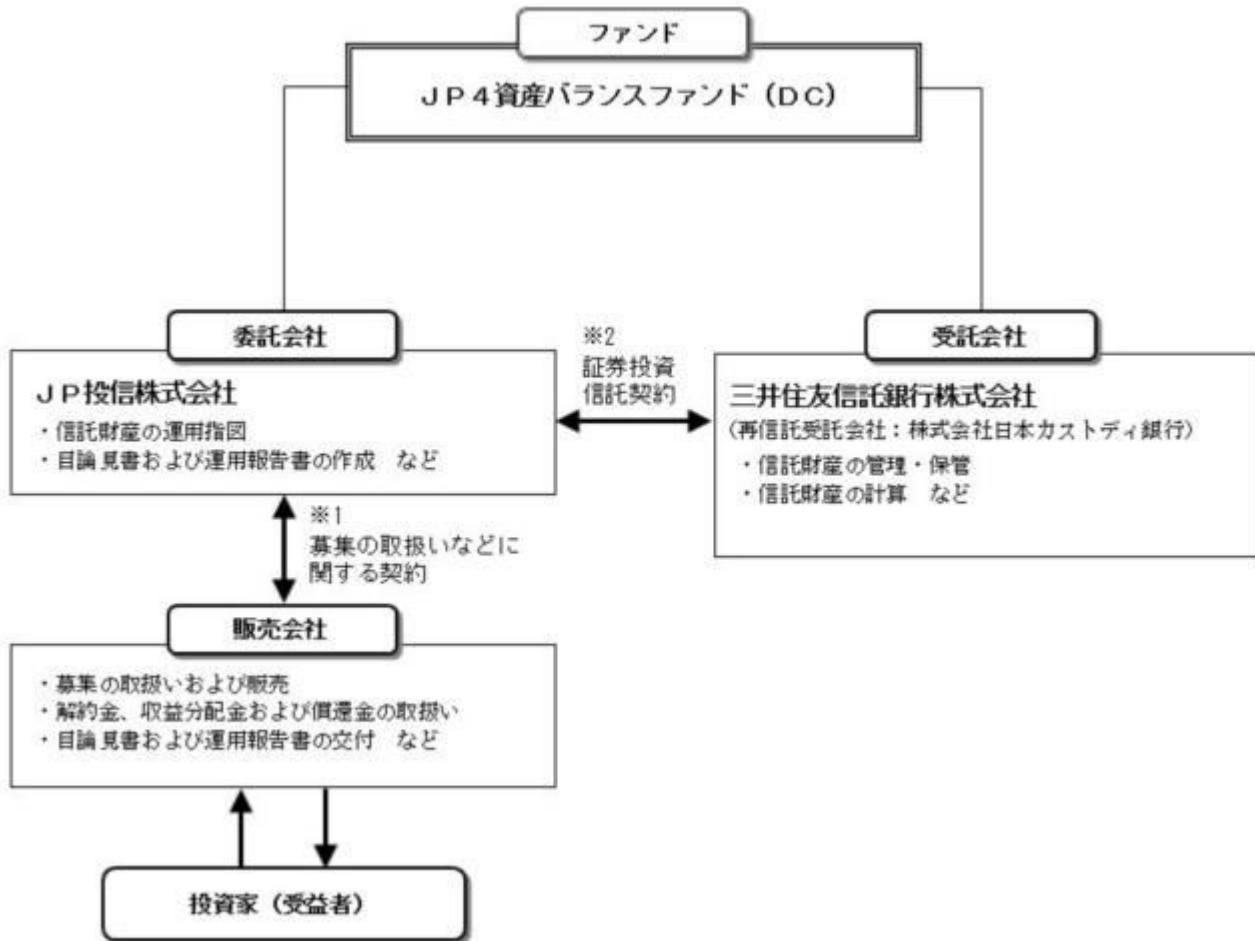 ファンド
ＪＰ４資産バランスファンド（ＤＣ）
委託会社
ＪＰ投信株式会社
・信託財産の運用指図
・目論見書および運用報告書の作成　など
※2
証券投資
信託契約
受託会社
三井住友信託銀行株式会社
（再信託受託会社：株式会社日本カストディ銀行）
・信託財産の管理・保管
・信託財産の計算　など
※1
募集の取扱いなどに
関する契約
販売会社
・募集の取扱いおよび販売
・解約金、収益分配金および償還金の取扱い
・目論見書および運用報告書の交付　など
投資家（受益者）